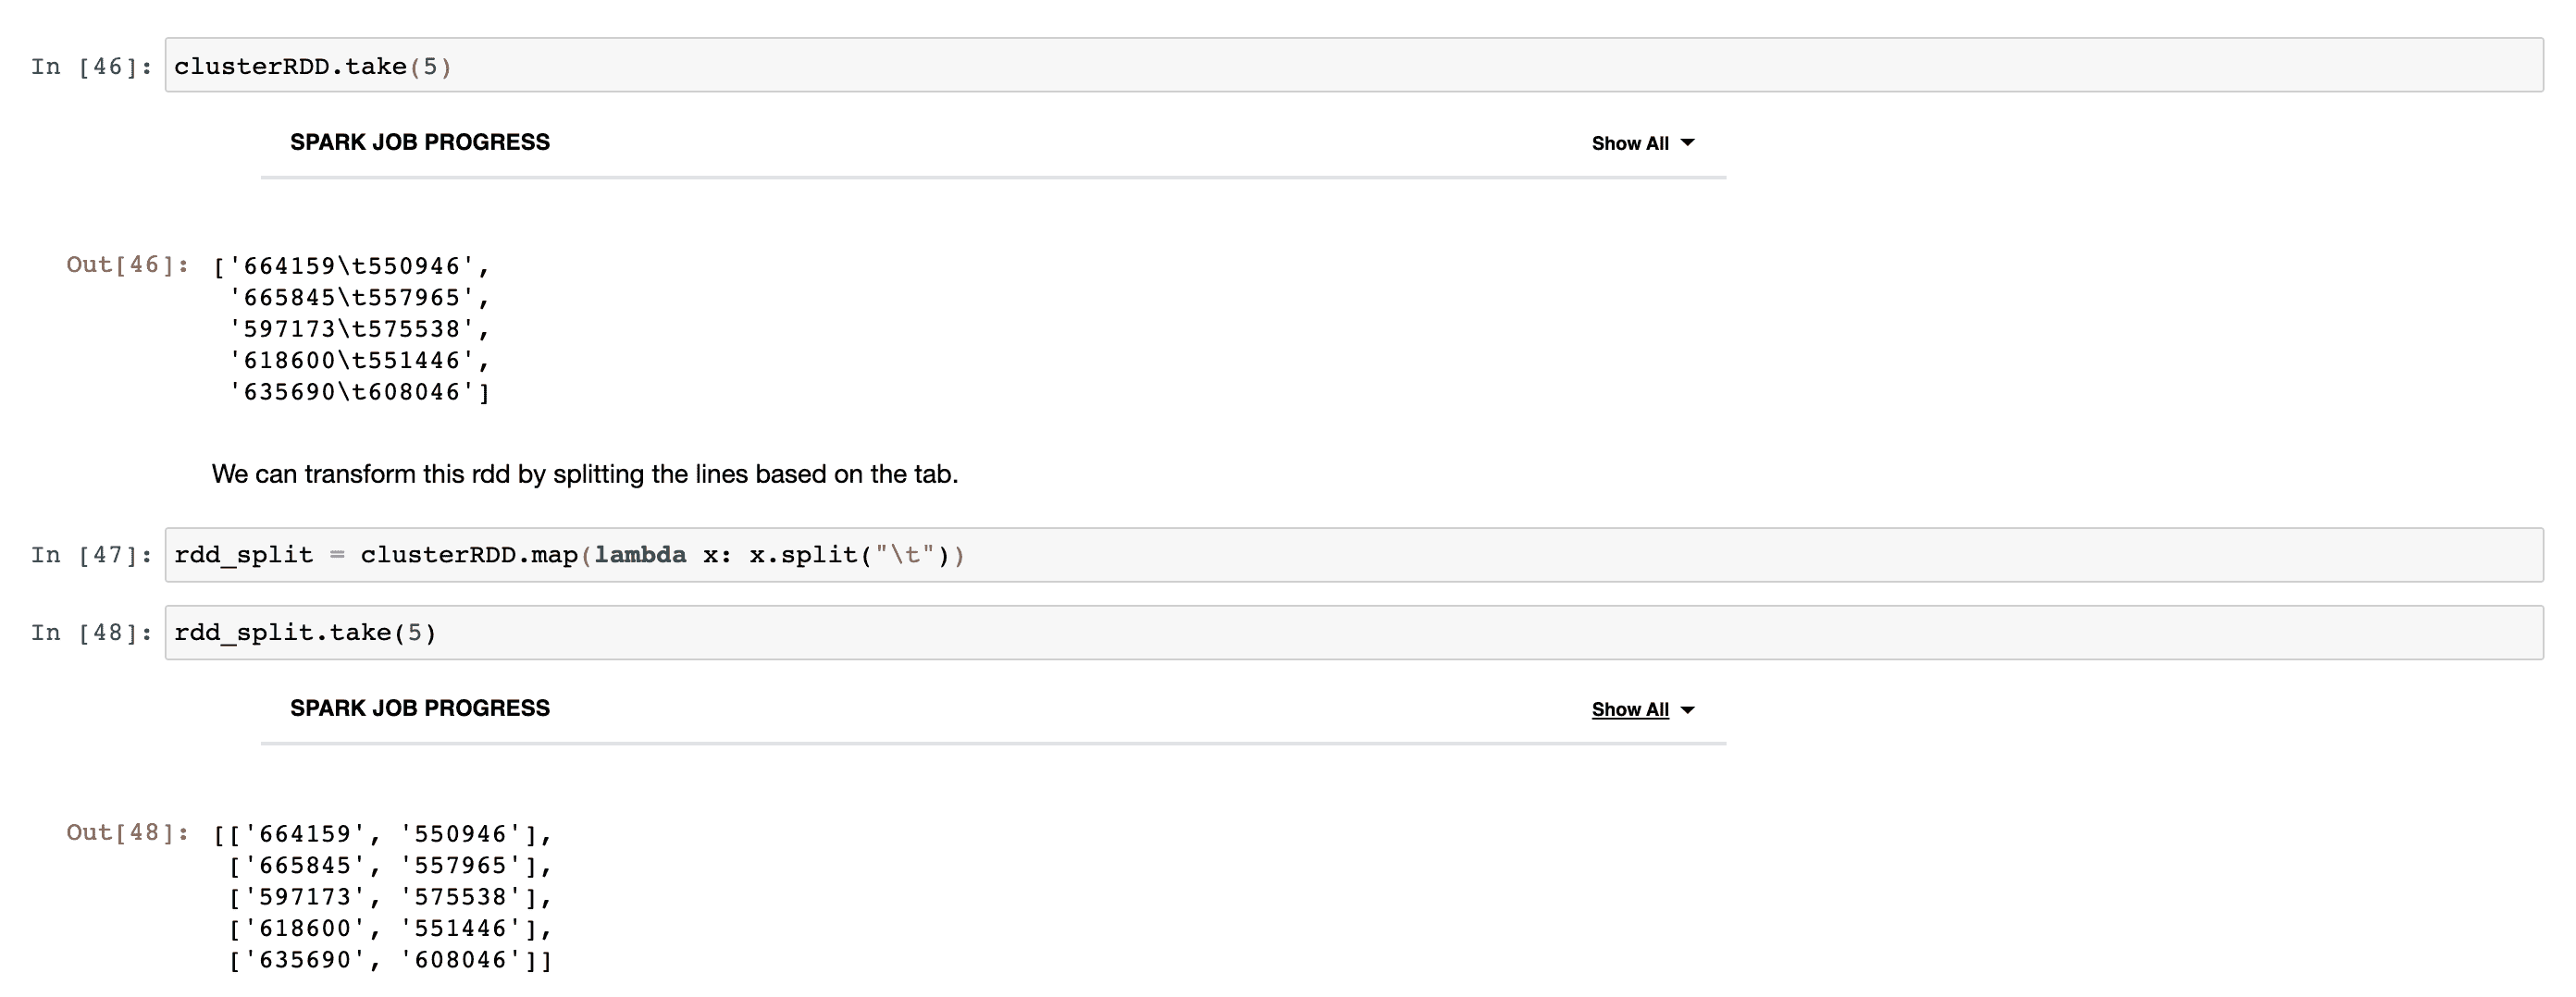 In [46]: clusterRDD.take(5)
SPARK JOB PROGRESS Show All
Out[46]: ['664159\t550946',
'665845\t557965',
'597173\t575538',
'618600\t551446',
'635690\t608046']
We can transform this rdd by splitting the lines based on the tab.
In [47]: rdd_split = clusterRDD.map(lambda x: x.split("\t"))
In [48]: rdd_split.take(5)
SPARK JOB PROGRESS Show All
Out[48]: [['664159', '550946'],
['665845', '557965'],
['597173', '575538'],
['618600', '551446'],
['635690', '608046']]